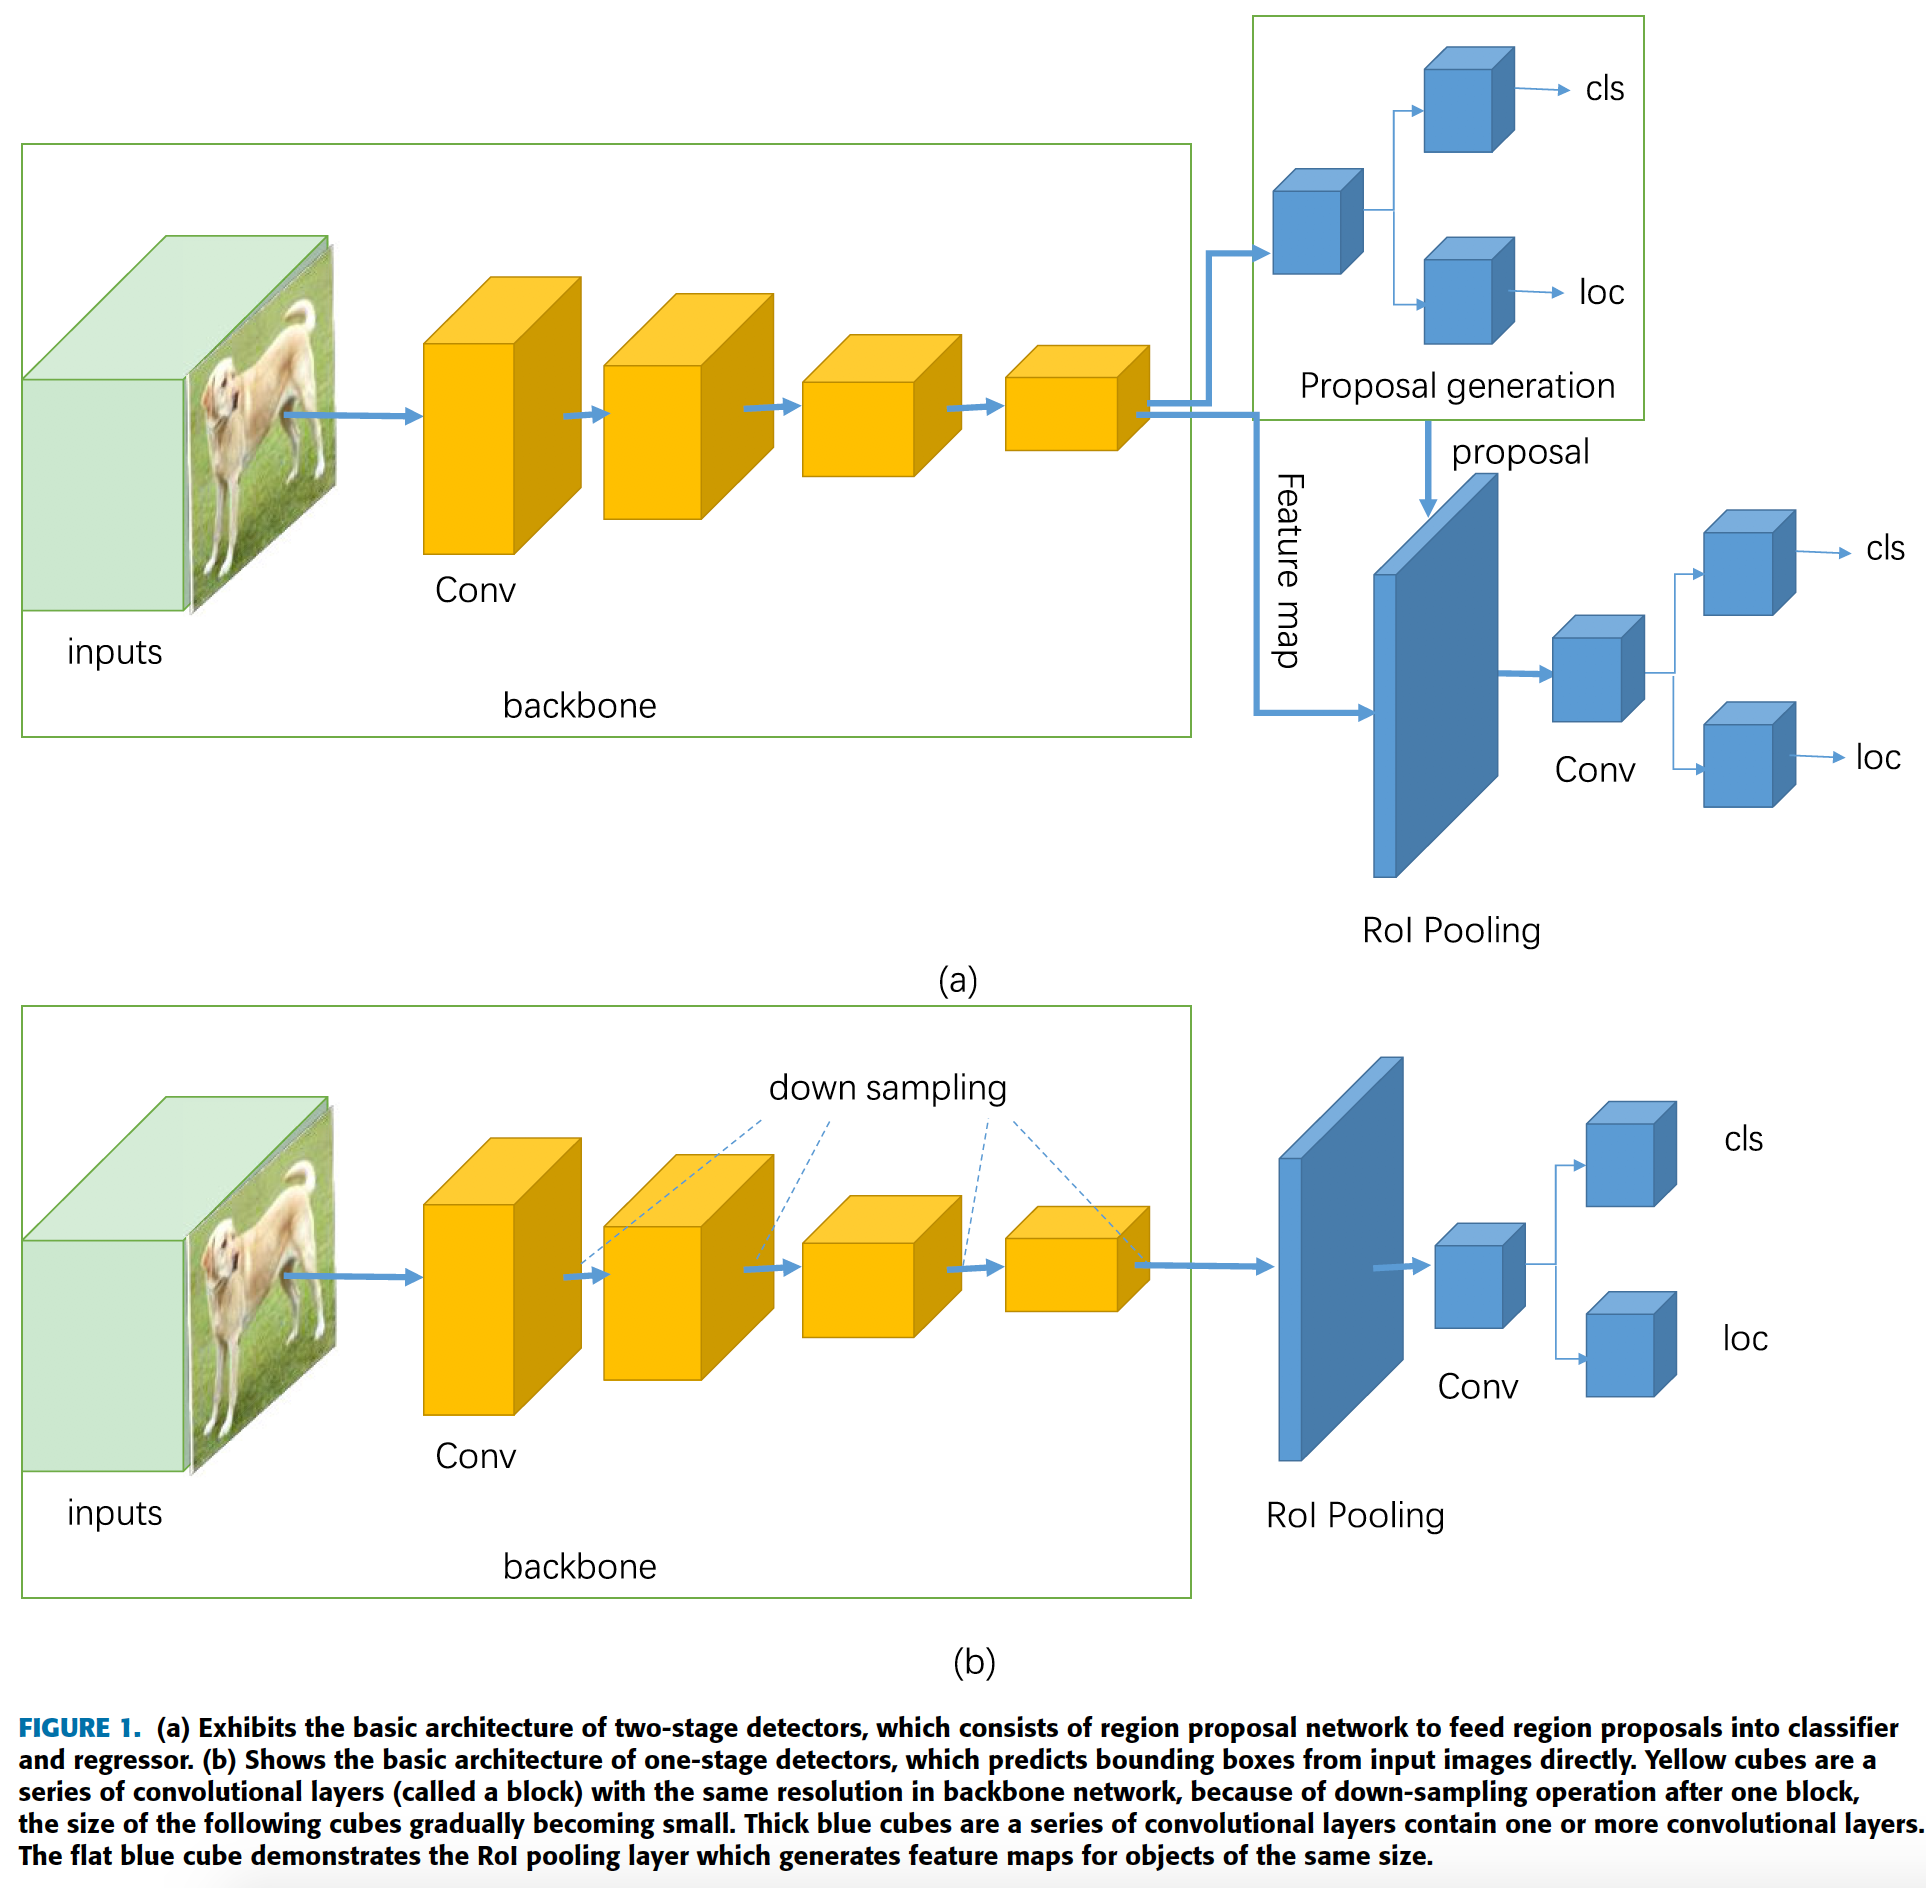 cls
loc
Proposal generation
proposal
Feature map
cls
loc
Conv
Conv
inputs
backbone
RoI Pooling
(a)
down sampling
cls
loc
Conv
Conv
inputs
RoI Pooling
backbone
(b)
FIGURE 1. (a) Exhibits the basic architecture of two-stage detectors, which consists of region proposal network to feed region proposals into classifier
and regressor. (b) Shows the basic architecture of one-stage detectors, which predicts bounding boxes from input images directly. Yellow cubes are a
series of convolutional layers (called a block) with the same resolution in backbone network, because of down-sampling operation after one block,
the size of the following cubes gradually becoming small. Thick blue cubes are a series of convolutional layers contain one or more convolutional layers.
The flat blue cube demonstrates the RoI pooling layer which generates feature maps for objects of the same size.